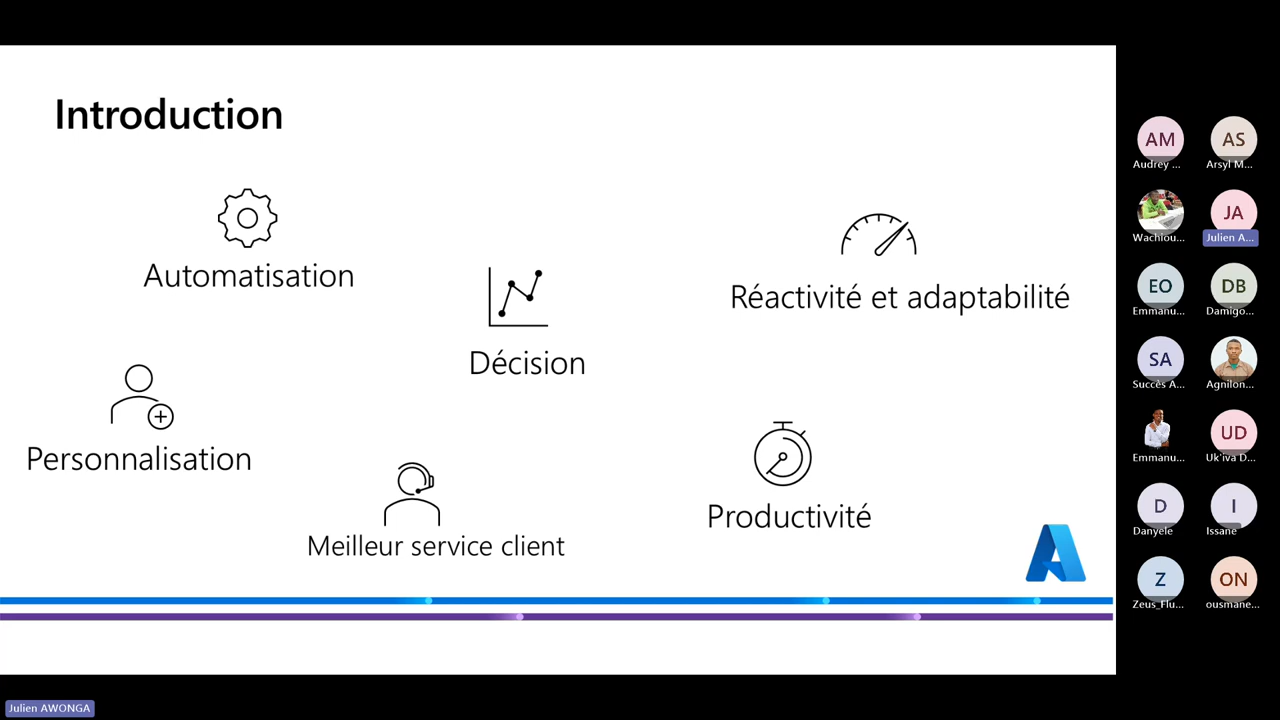 Introduction
Automatisation
Décision
Réactivité et adaptabilité
Personnalisation
Meilleur service client
Productivité
AM
AS
Audrey ...
Arsyl M...
JA
Wachiou...
Julien A...
EO
DB
Emmanu...
Damigo...
SA
Succès A...
Agnilon...
UD
Emmanu...
Uk'iva D...
D
I
Danyele
Issane
Z
ON
Zeus_Flu...
ousmane...
Julien AWONGA